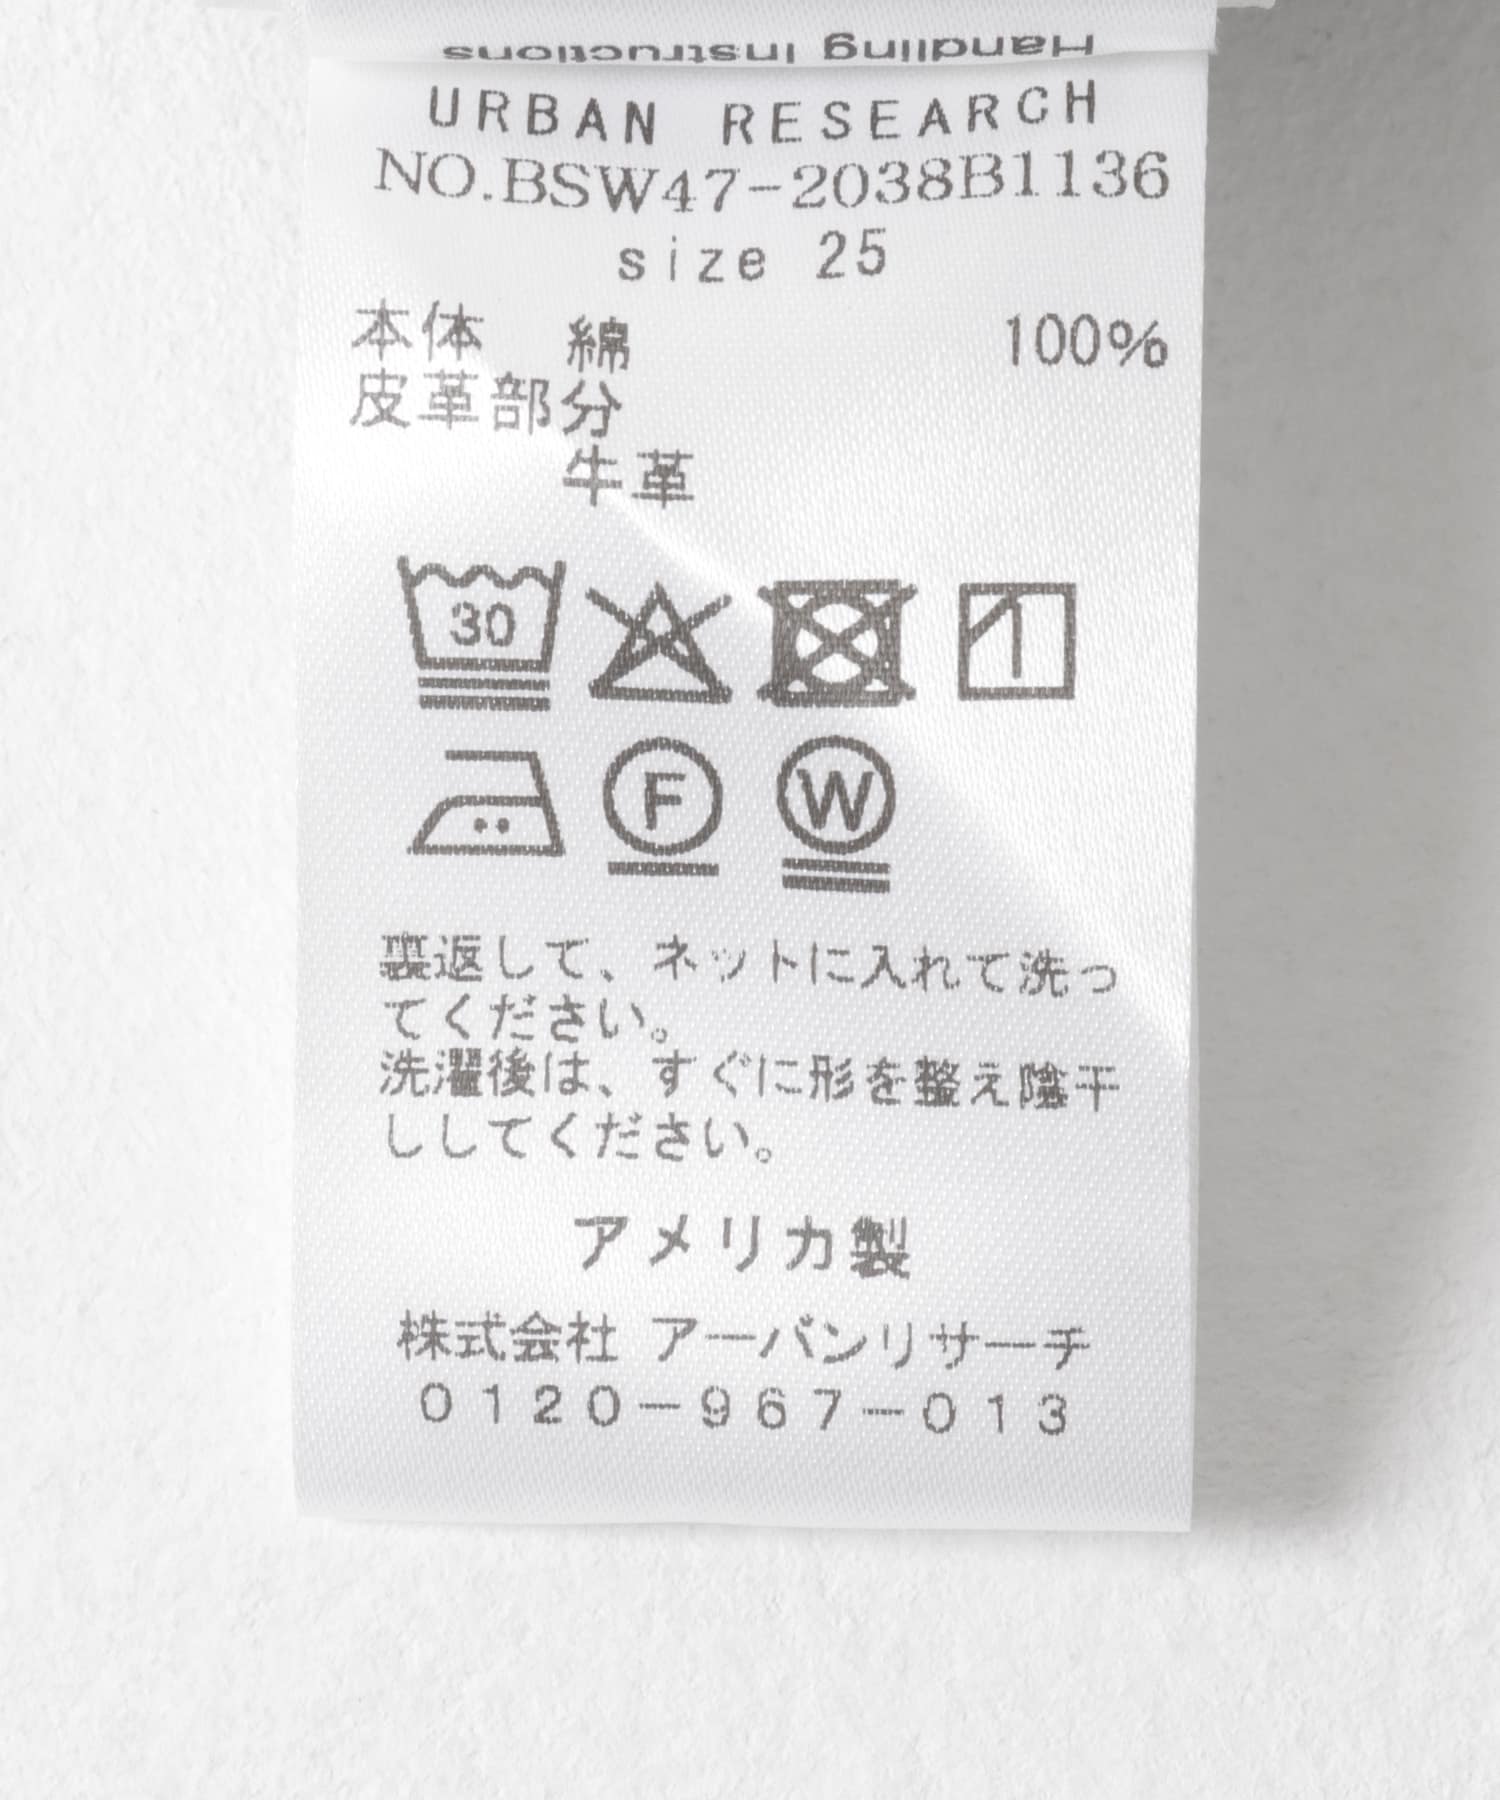 Handling Instructions
URBAN RESEARCH
NO.BSW47-2038B1136
size 25
本体 綿 100%
皮革部分
牛革
30
F W
裏返して、ネットに入れて洗っ
てください。
洗濯後は、すぐに形を整え陰干
ししてください。
アメリカ製
株式会社 アーバンリサーチ
0120-967-013